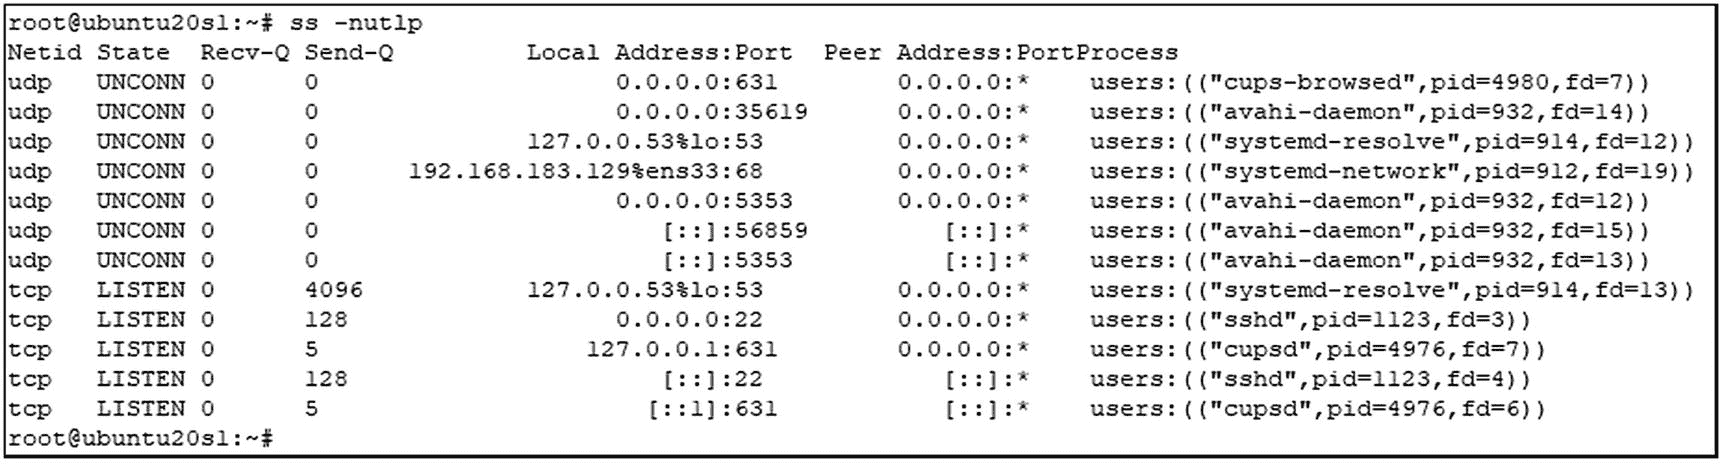 root@ubuntu20sl:~# ss -nutlp
Netid State  Recv-Q Send-Q         Local Address:Port  Peer Address:PortProcess
udp   UNCONN 0      0                    0.0.0.0:631        0.0.0.0:*    users:(("cups-browsed",pid=4980,fd=7))
udp   UNCONN 0      0                    0.0.0.0:35619      0.0.0.0:*    users:(("avahi-daemon",pid=932,fd=14))
udp   UNCONN 0      0              127.0.0.53%lo:53         0.0.0.0:*    users:(("systemd-resolve",pid=914,fd=12))
udp   UNCONN 0      0      192.168.183.129%ens33:68         0.0.0.0:*    users:(("systemd-network",pid=912,fd=19))
udp   UNCONN 0      0                    0.0.0.0:5353       0.0.0.0:*    users:(("avahi-daemon",pid=932,fd=12))
udp   UNCONN 0      0                       [::]:56859         [::]:*    users:(("avahi-daemon",pid=932,fd=15))
udp   UNCONN 0      0                       [::]:5353          [::]:*    users:(("avahi-daemon",pid=932,fd=13))
tcp   LISTEN 0      4096           127.0.0.53%lo:53         0.0.0.0:*    users:(("systemd-resolve",pid=914,fd=13))
tcp   LISTEN 0      128                  0.0.0.0:22         0.0.0.0:*    users:(("sshd",pid=1123,fd=3))
tcp   LISTEN 0      5                  127.0.0.1:631        0.0.0.0:*    users:(("cupsd",pid=4976,fd=7))
tcp   LISTEN 0      128                     [::]:22            [::]:*    users:(("sshd",pid=1123,fd=4))
tcp   LISTEN 0      5                      [::1]:631           [::]:*    users:(("cupsd",pid=4976,fd=6))
root@ubuntu20sl:~#